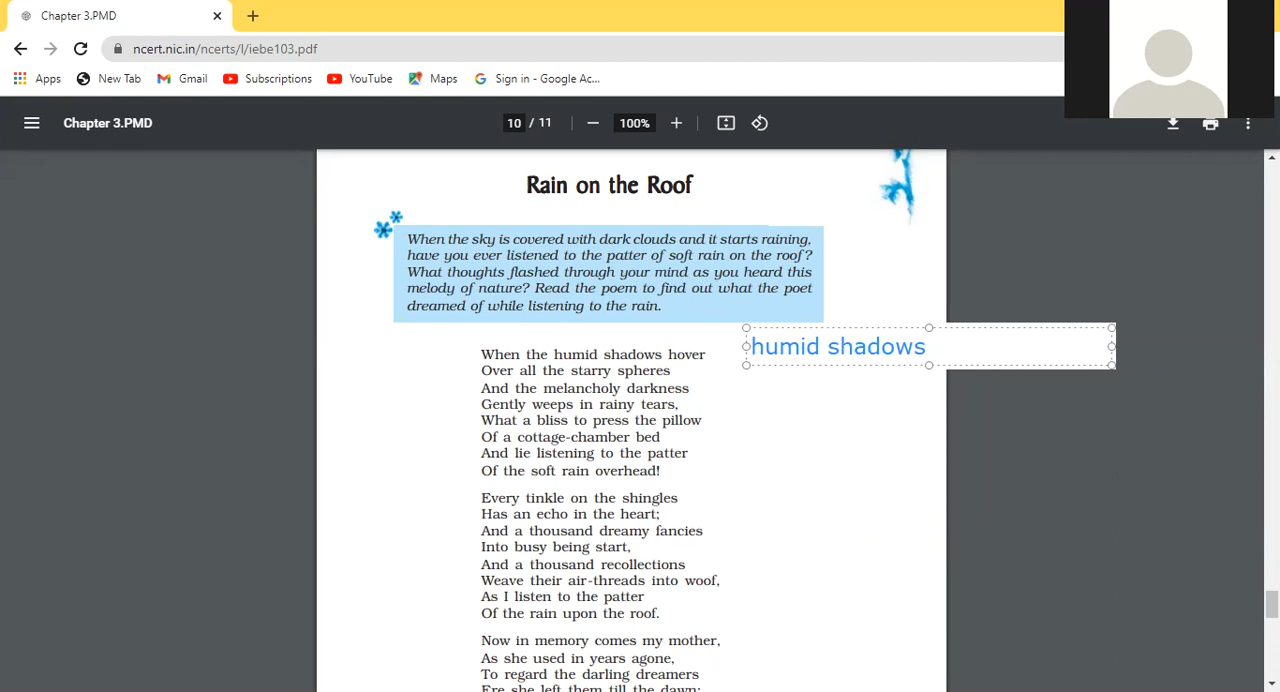 Chapter 3.PMD
ncert.nic.in/ncerts/l/iebe103.pdf
Apps New Tab Gmail Subscriptions YouTube Maps Sign in - Google Ac...
Chapter 3.PMD 10 / 11 100%
Rain on the Roof
When the sky is covered with dark clouds and it starts raining,
have you ever listened to the patter of soft rain on the roof?
What thoughts flashed through your mind as you heard this
melody of nature? Read the poem to find out what the poet
dreamed of while listening to the rain.
humid shadows
When the humid shadows hover
Over all the starry spheres
And the melancholy darkness
Gently weeps in rainy tears,
What a bliss to press the pillow
Of a cottage-chamber bed
And lie listening to the patter
Of the soft rain overhead!
Every tinkle on the shingles
Has an echo in the heart;
And a thousand dreamy fancies
Into busy being start,
And a thousand recollections
Weave their air-threads into woof,
As I listen to the patter
Of the rain upon the roof.
Now in memory comes my mother,
As she used in years agone,
To regard the darling dreamers
Ere she left them till the dawn: